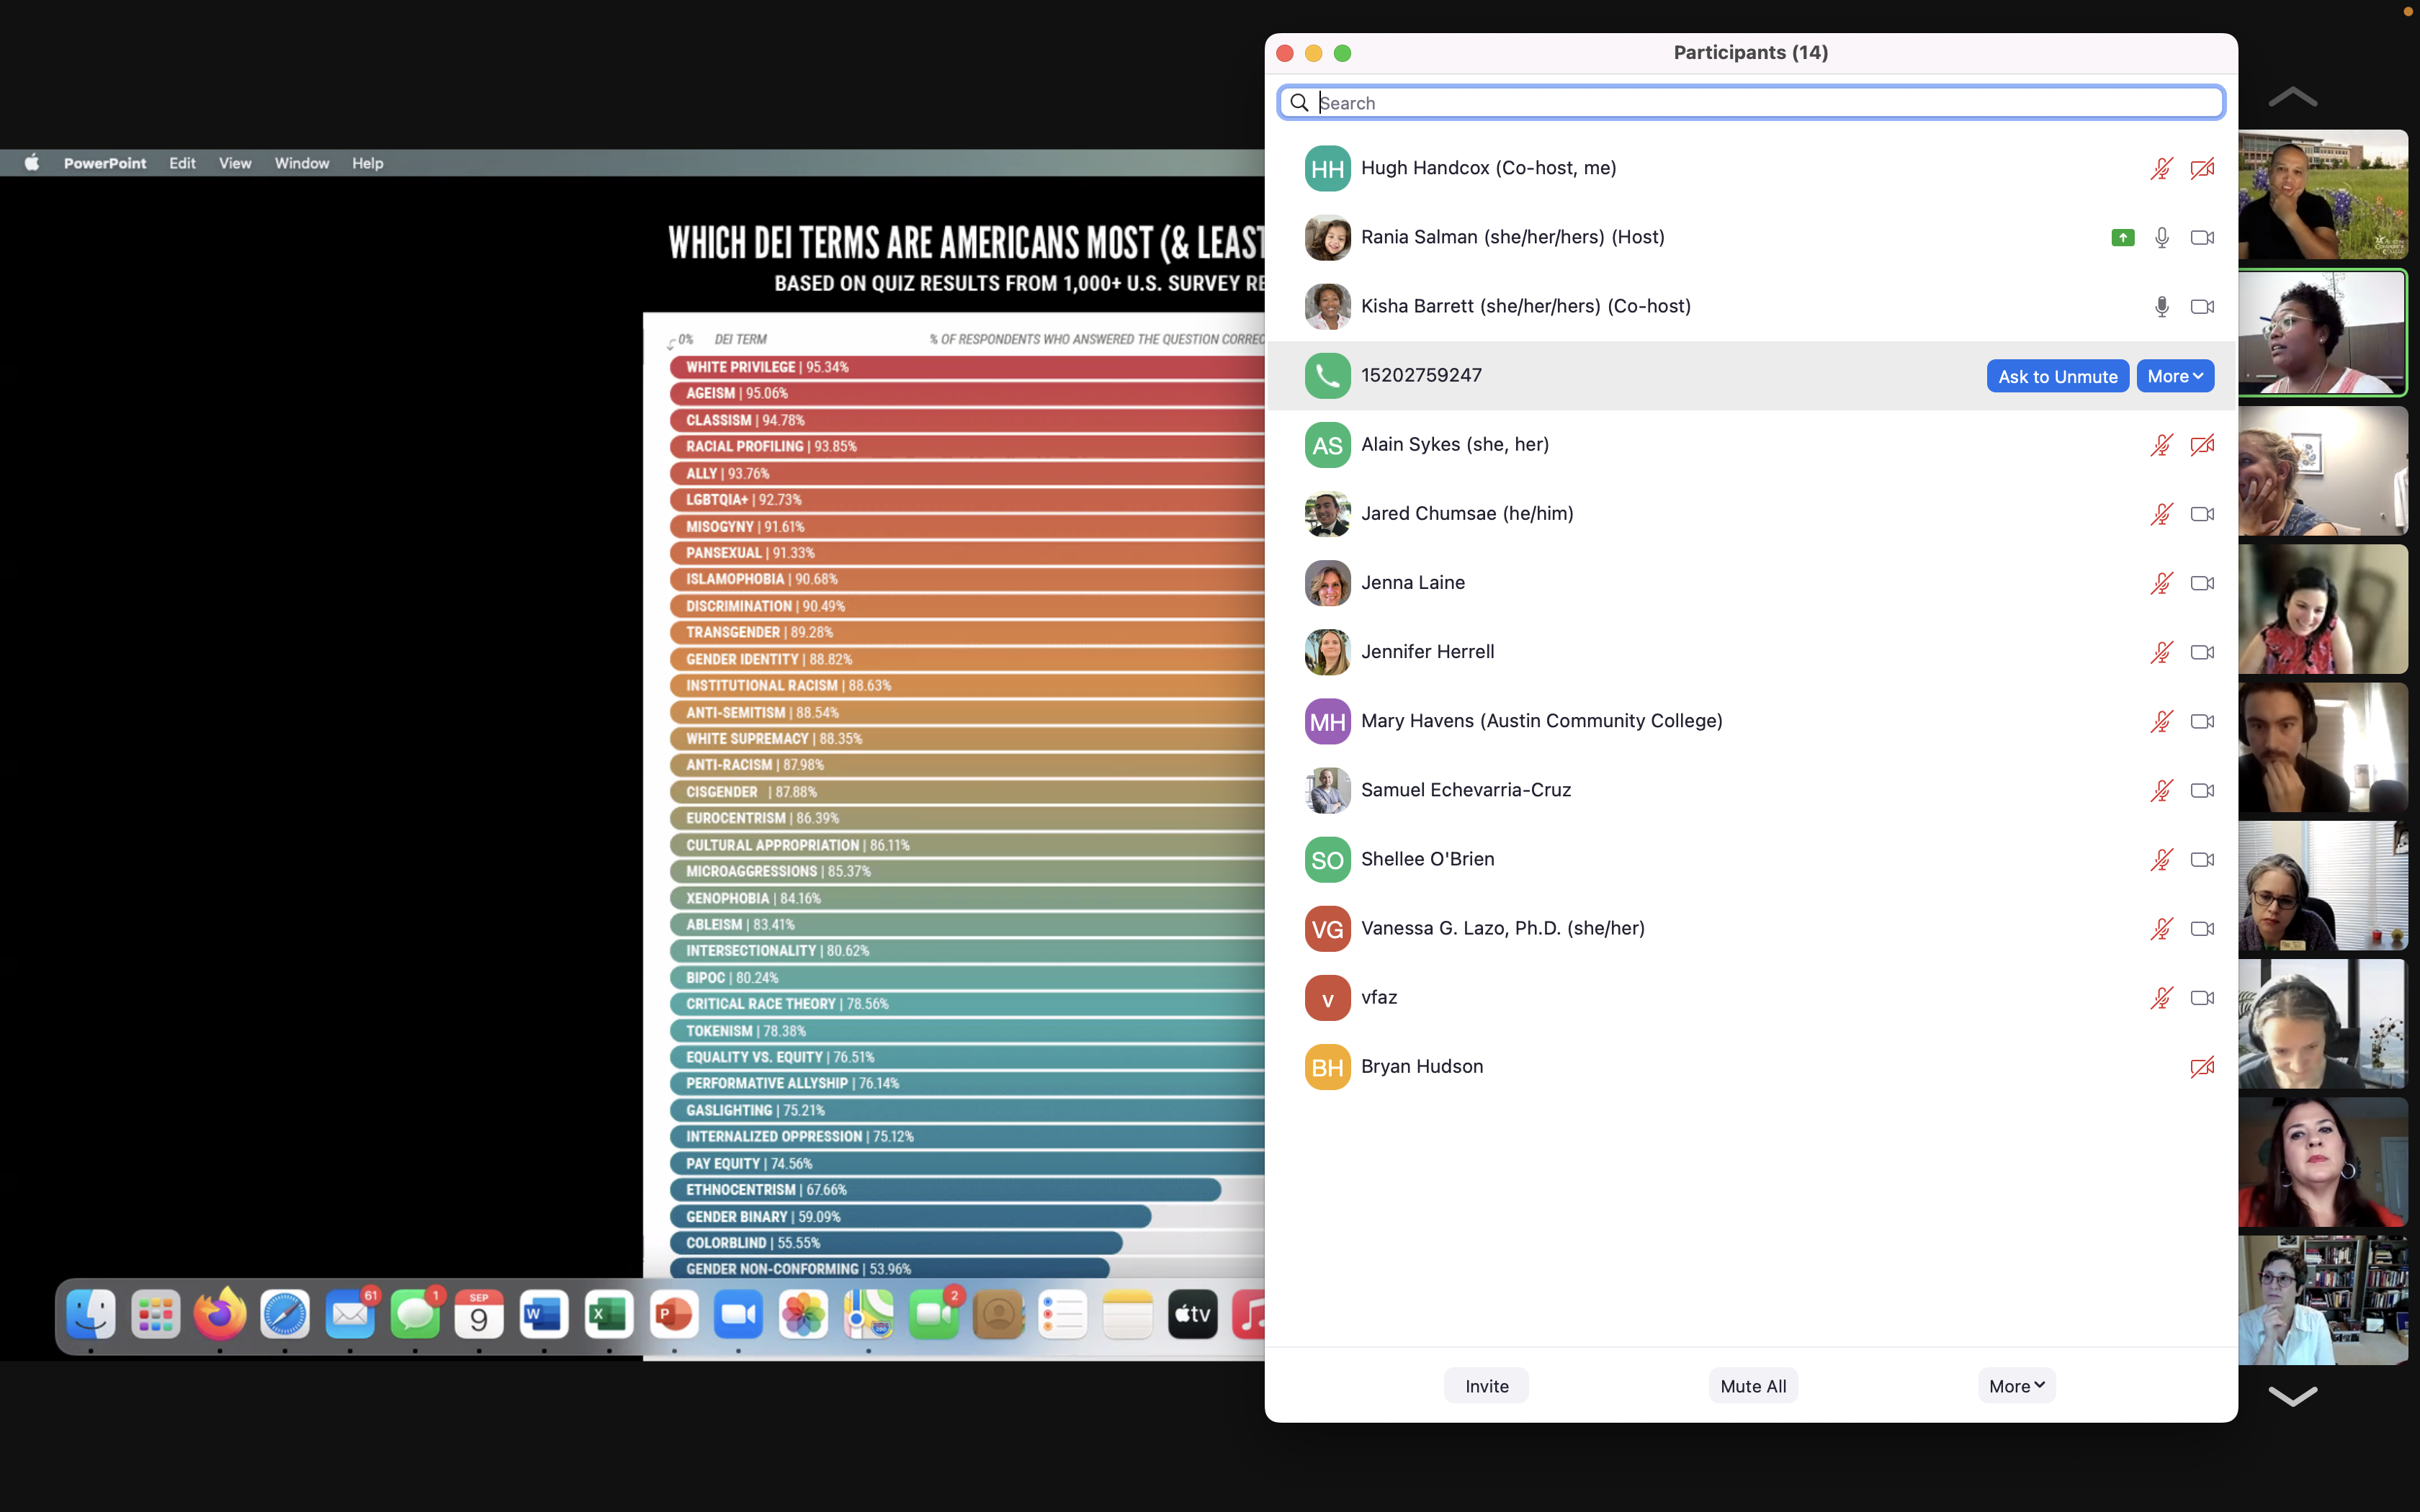 PowerPoint Edit View Window Help
WHICH DEI TERMS ARE AMERICANS MOST (& LEAST
BASED ON QUIZ RESULTS FROM 1,000+ U.S. SURVEY RE
0% DEI TERM % OF RESPONDENTS WHO ANSWERED THE QUESTION CORREC
WHITE PRIVILEGE | 95.34%
AGEISM | 95.06%
CLASSISM | 94.78%
RACIAL PROFILING | 93.85%
ALLY | 93.76%
LGBTQIA+ | 92.73%
MISOGYNY | 91.61%
PANSEXUAL | 91.33%
ISLAMOPHOBIA | 90.68%
DISCRIMINATION | 90.49%
TRANSGENDER | 89.28%
GENDER IDENTITY | 88.82%
INSTITUTIONAL RACISM | 88.63%
ANTI-SEMITISM | 88.54%
WHITE SUPREMACY | 88.35%
ANTI-RACISM | 87.98%
CISGENDER | 87.88%
EUROCENTRISM | 86.39%
CULTURAL APPROPRIATION | 86.11%
MICROAGGRESSIONS | 85.37%
XENOPHOBIA | 84.16%
ABLEISM | 83.41%
INTERSECTIONALITY | 80.62%
BIPOC | 80.24%
CRITICAL RACE THEORY | 78.56%
TOKENISM | 78.38%
EQUALITY VS. EQUITY | 76.51%
PERFORMATIVE ALLYSHIP | 76.14%
GASLIGHTING | 75.21%
INTERNALIZED OPPRESSION | 75.12%
PAY EQUITY | 74.56%
ETHNOCENTRISM | 67.66%
GENDER BINARY | 59.09%
COLORBLIND | 55.55%
GENDER NON-CONFORMING | 53.96%
61 1 SEP 2
9 W X P tv
Participants (14)
Search
HH Hugh Handcox (Co-host, me)
Rania Salman (she/her/hers) (Host)
Kisha Barrett (she/her/hers) (Co-host)
15202759247 Ask to Unmute More
AS Alain Sykes (she, her)
Jared Chumsae (he/him)
Jenna Laine
Jennifer Herrell
MH Mary Havens (Austin Community College)
Samuel Echevarria-Cruz
SO Shellee O'Brien
VG Vanessa G. Lazo, Ph.D. (she/her)
v vfaz
BH Bryan Hudson
Invite Mute All More